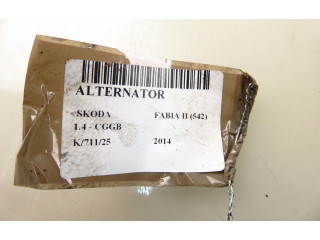 ALTERNATOR
SKODA FABIA II (542)
1.4 - CGGB
K/711/25 2014